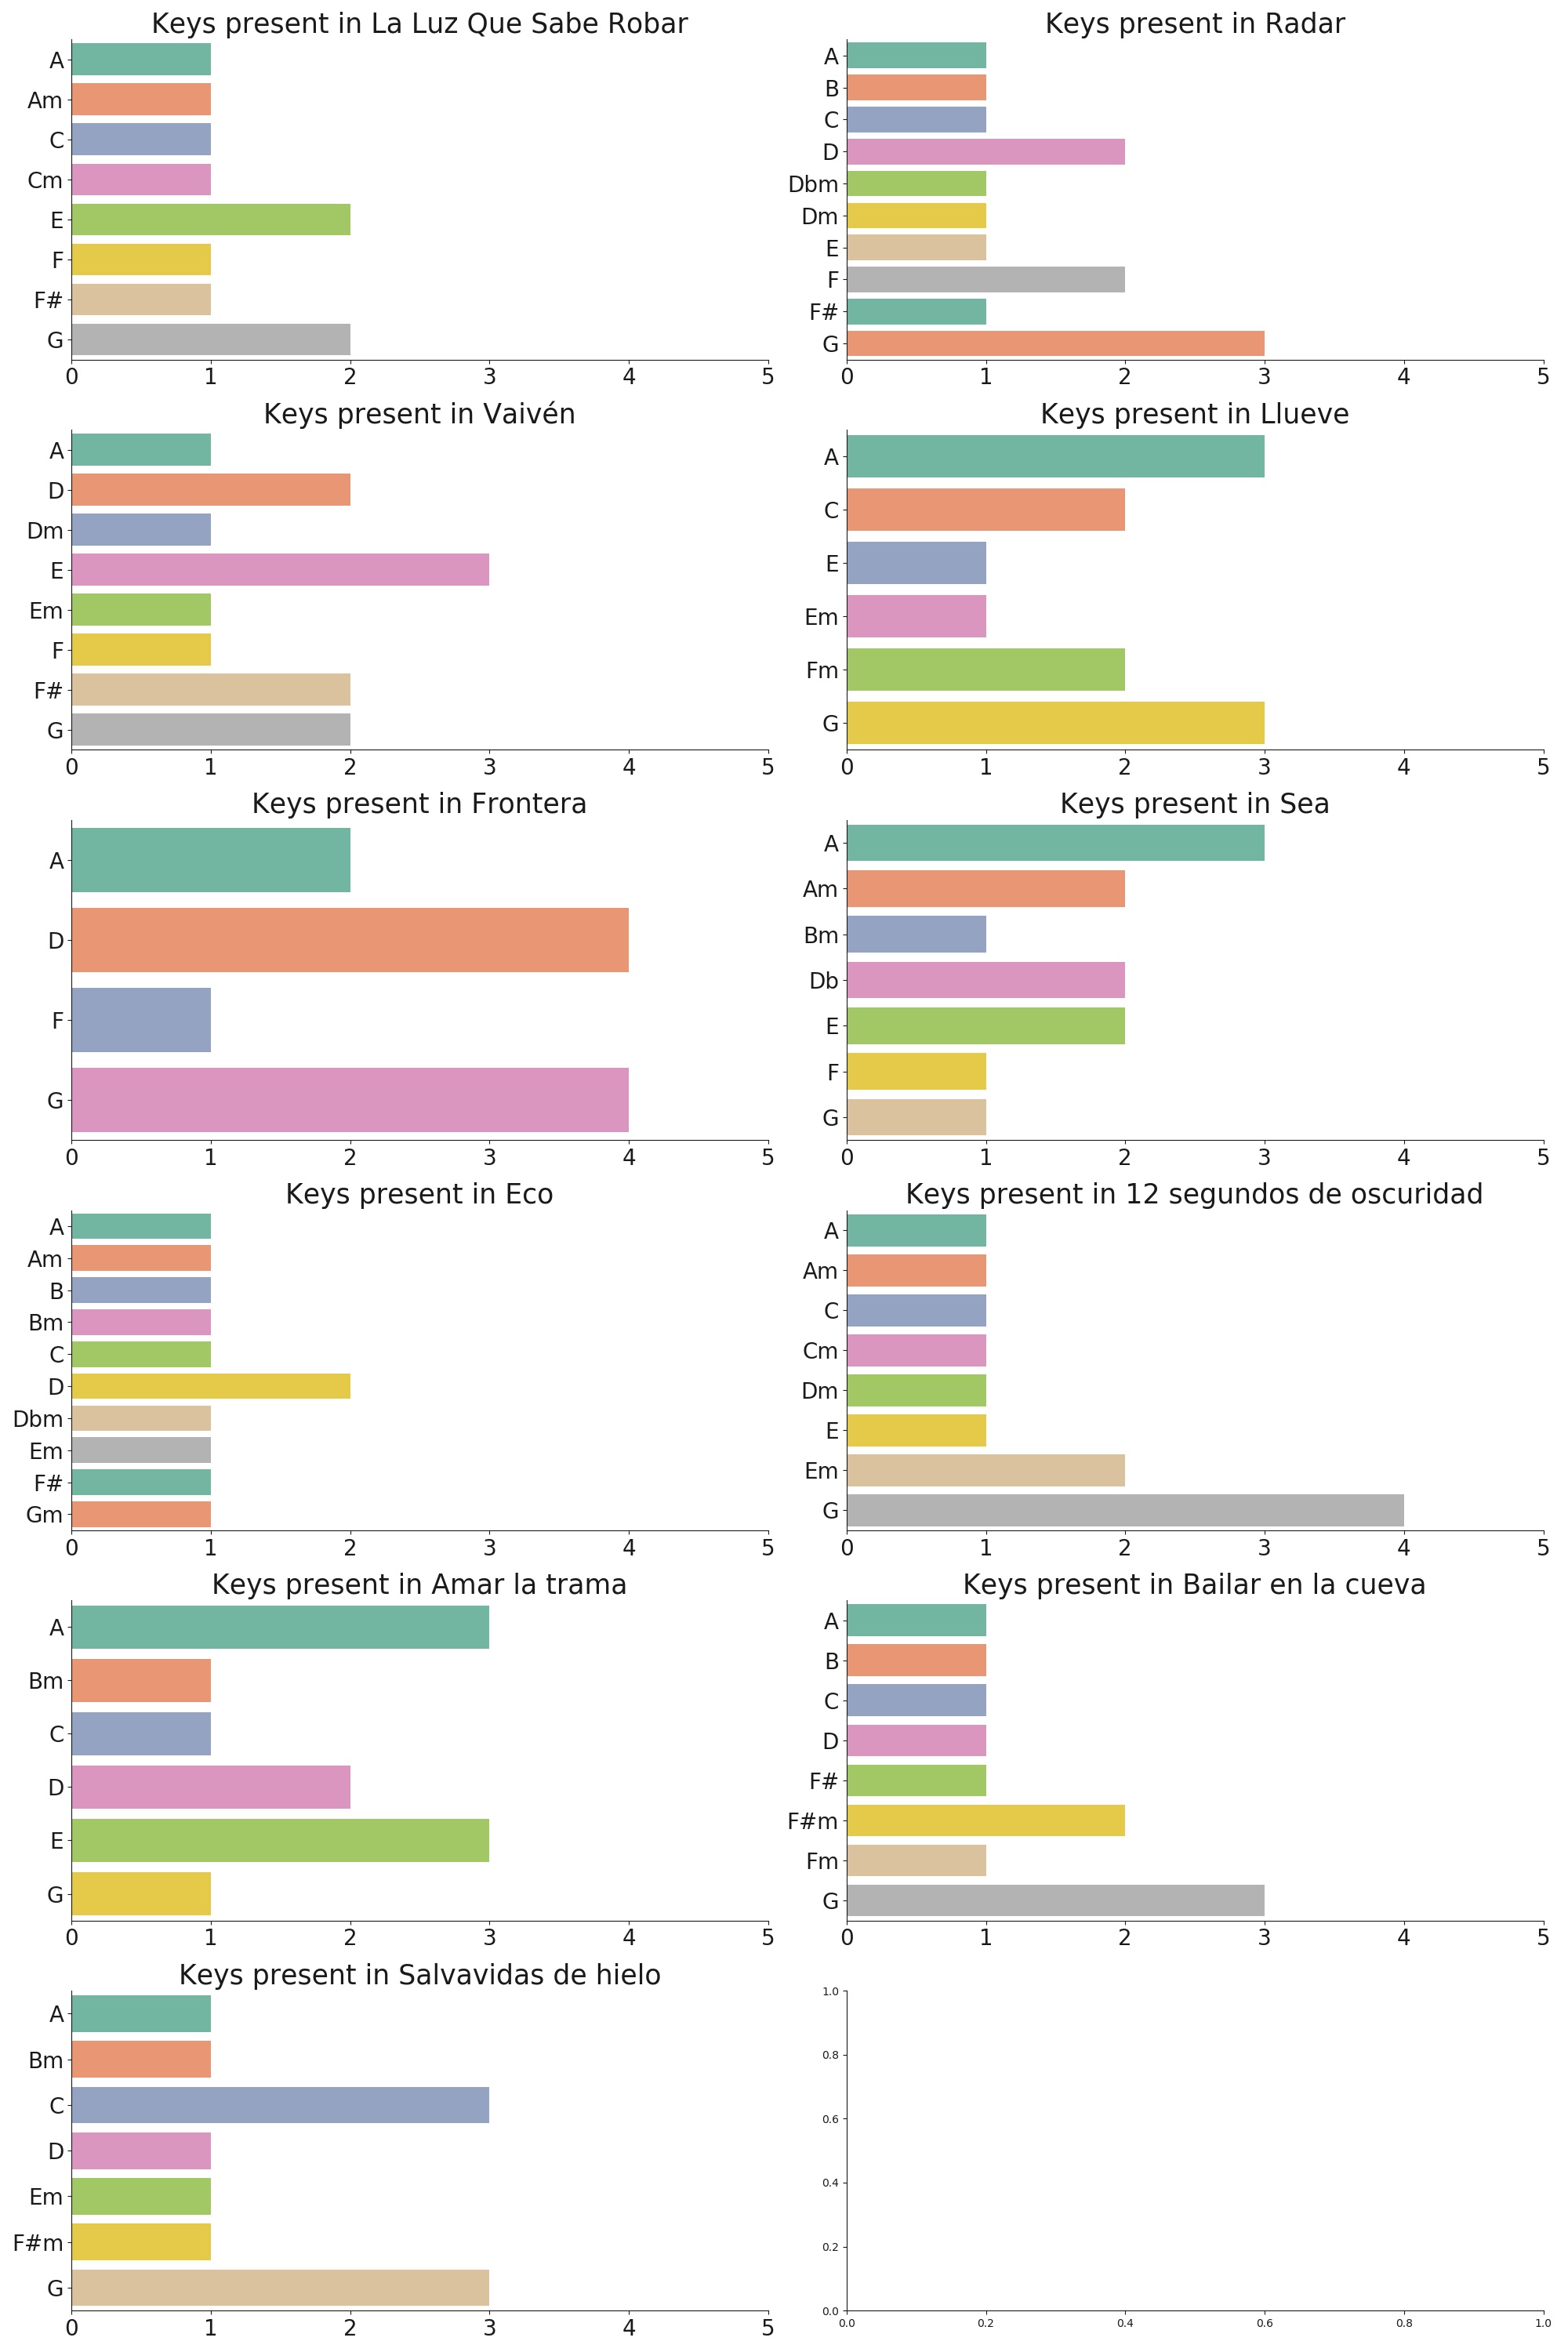 Keys present in La Luz Que Sabe Robar
A
Am
C
Cm
E
F
F#
G
0 1 2 3 4 5
Keys present in Radar
A
B
C
D
Dbm
Dm
E
F
F#
G
0 1 2 3 4 5
Keys present in Vaivén
A
D
Dm
E
Em
F
F#
G
0 1 2 3 4 5
Keys present in Llueve
A
C
E
Em
Fm
G
0 1 2 3 4 5
Keys present in Frontera
A
D
F
G
0 1 2 3 4 5
Keys present in Sea
A
Am
Bm
Db
E
F
G
0 1 2 3 4 5
Keys present in Eco
A
Am
B
Bm
C
D
Dbm
Em
F#
Gm
0 1 2 3 4 5
Keys present in 12 segundos de oscuridad
A
Am
C
Cm
Dm
E
Em
G
0 1 2 3 4 5
Keys present in Amar la trama
A
Bm
C
D
E
G
0 1 2 3 4 5
Keys present in Bailar en la cueva
A
B
C
D
F#
F#m
Fm
G
0 1 2 3 4 5
Keys present in Salvavidas de hielo
A
Bm
C
D
Em
F#m
G
0 1 2 3 4 5
1.0
0.8
0.6
0.4
0.2
0.0
0.0 0.2 0.4 0.6 0.8 1.0